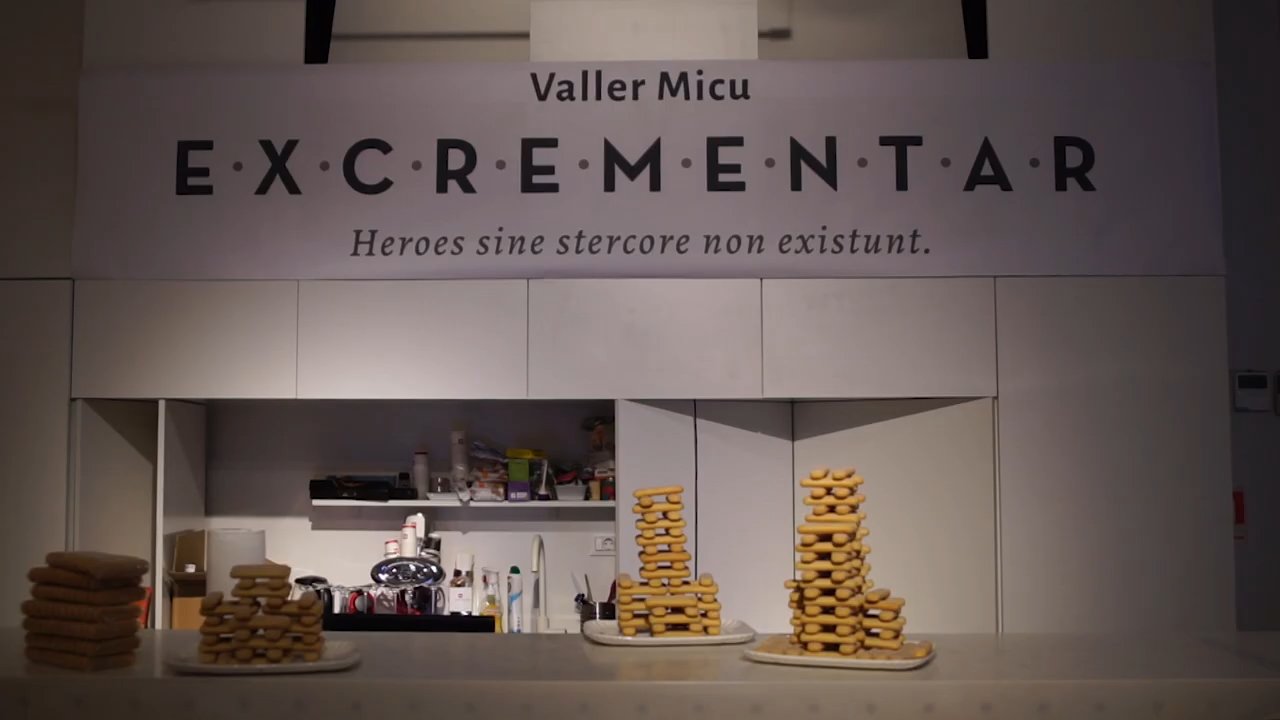 Valler Micu
E·X·C·R·E·M·E·N·T·A·R
Heroes sine stercore non existunt.